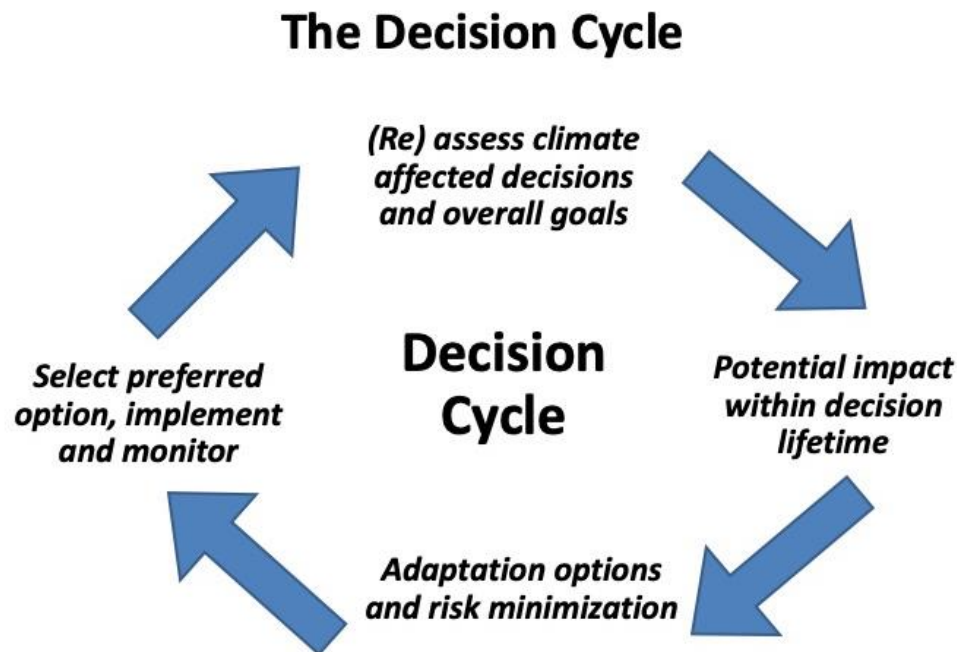 The Decision Cycle
(Re) assess climate
affected decisions
and overall goals
Potential impact
within decision
lifetime
Adaptation options
and risk minimization
Select preferred
option, implement
and monitor
Decision
Cycle